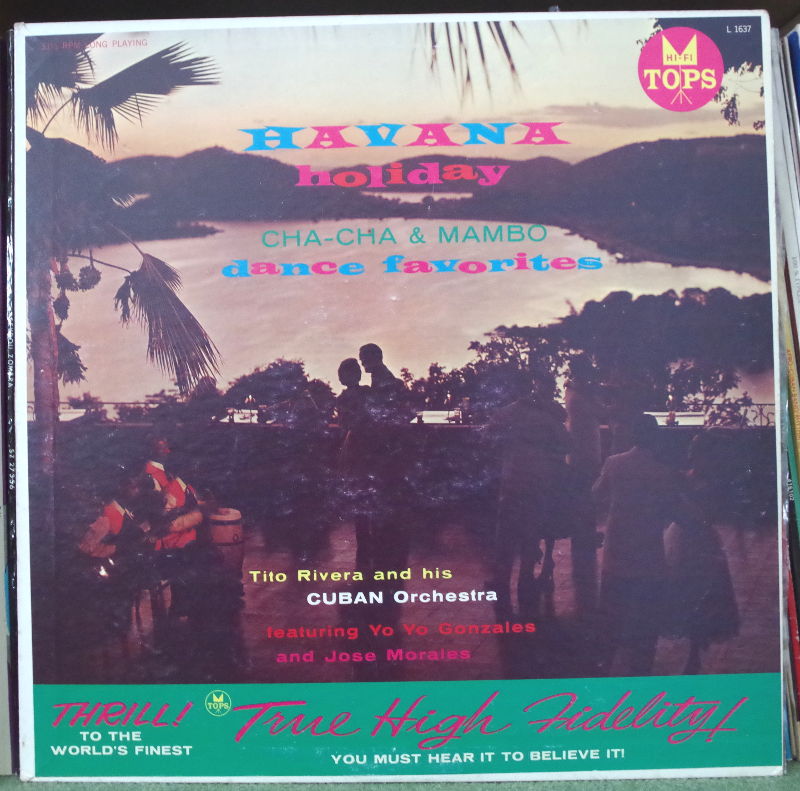 33⅓ RPM LONG PLAYING
L 1637
HI-FI
TOPS
HAVANA
holiday
CHA-CHA & MAMBO
dance favorites
Tito Rivera and his
CUBAN Orchestra
featuring Yo Yo Gonzales
and Jose Morales
THRILL!
TO THE
WORLD'S FINEST
TOPS
True High Fidelity!
YOU MUST HEAR IT TO BELIEVE IT!